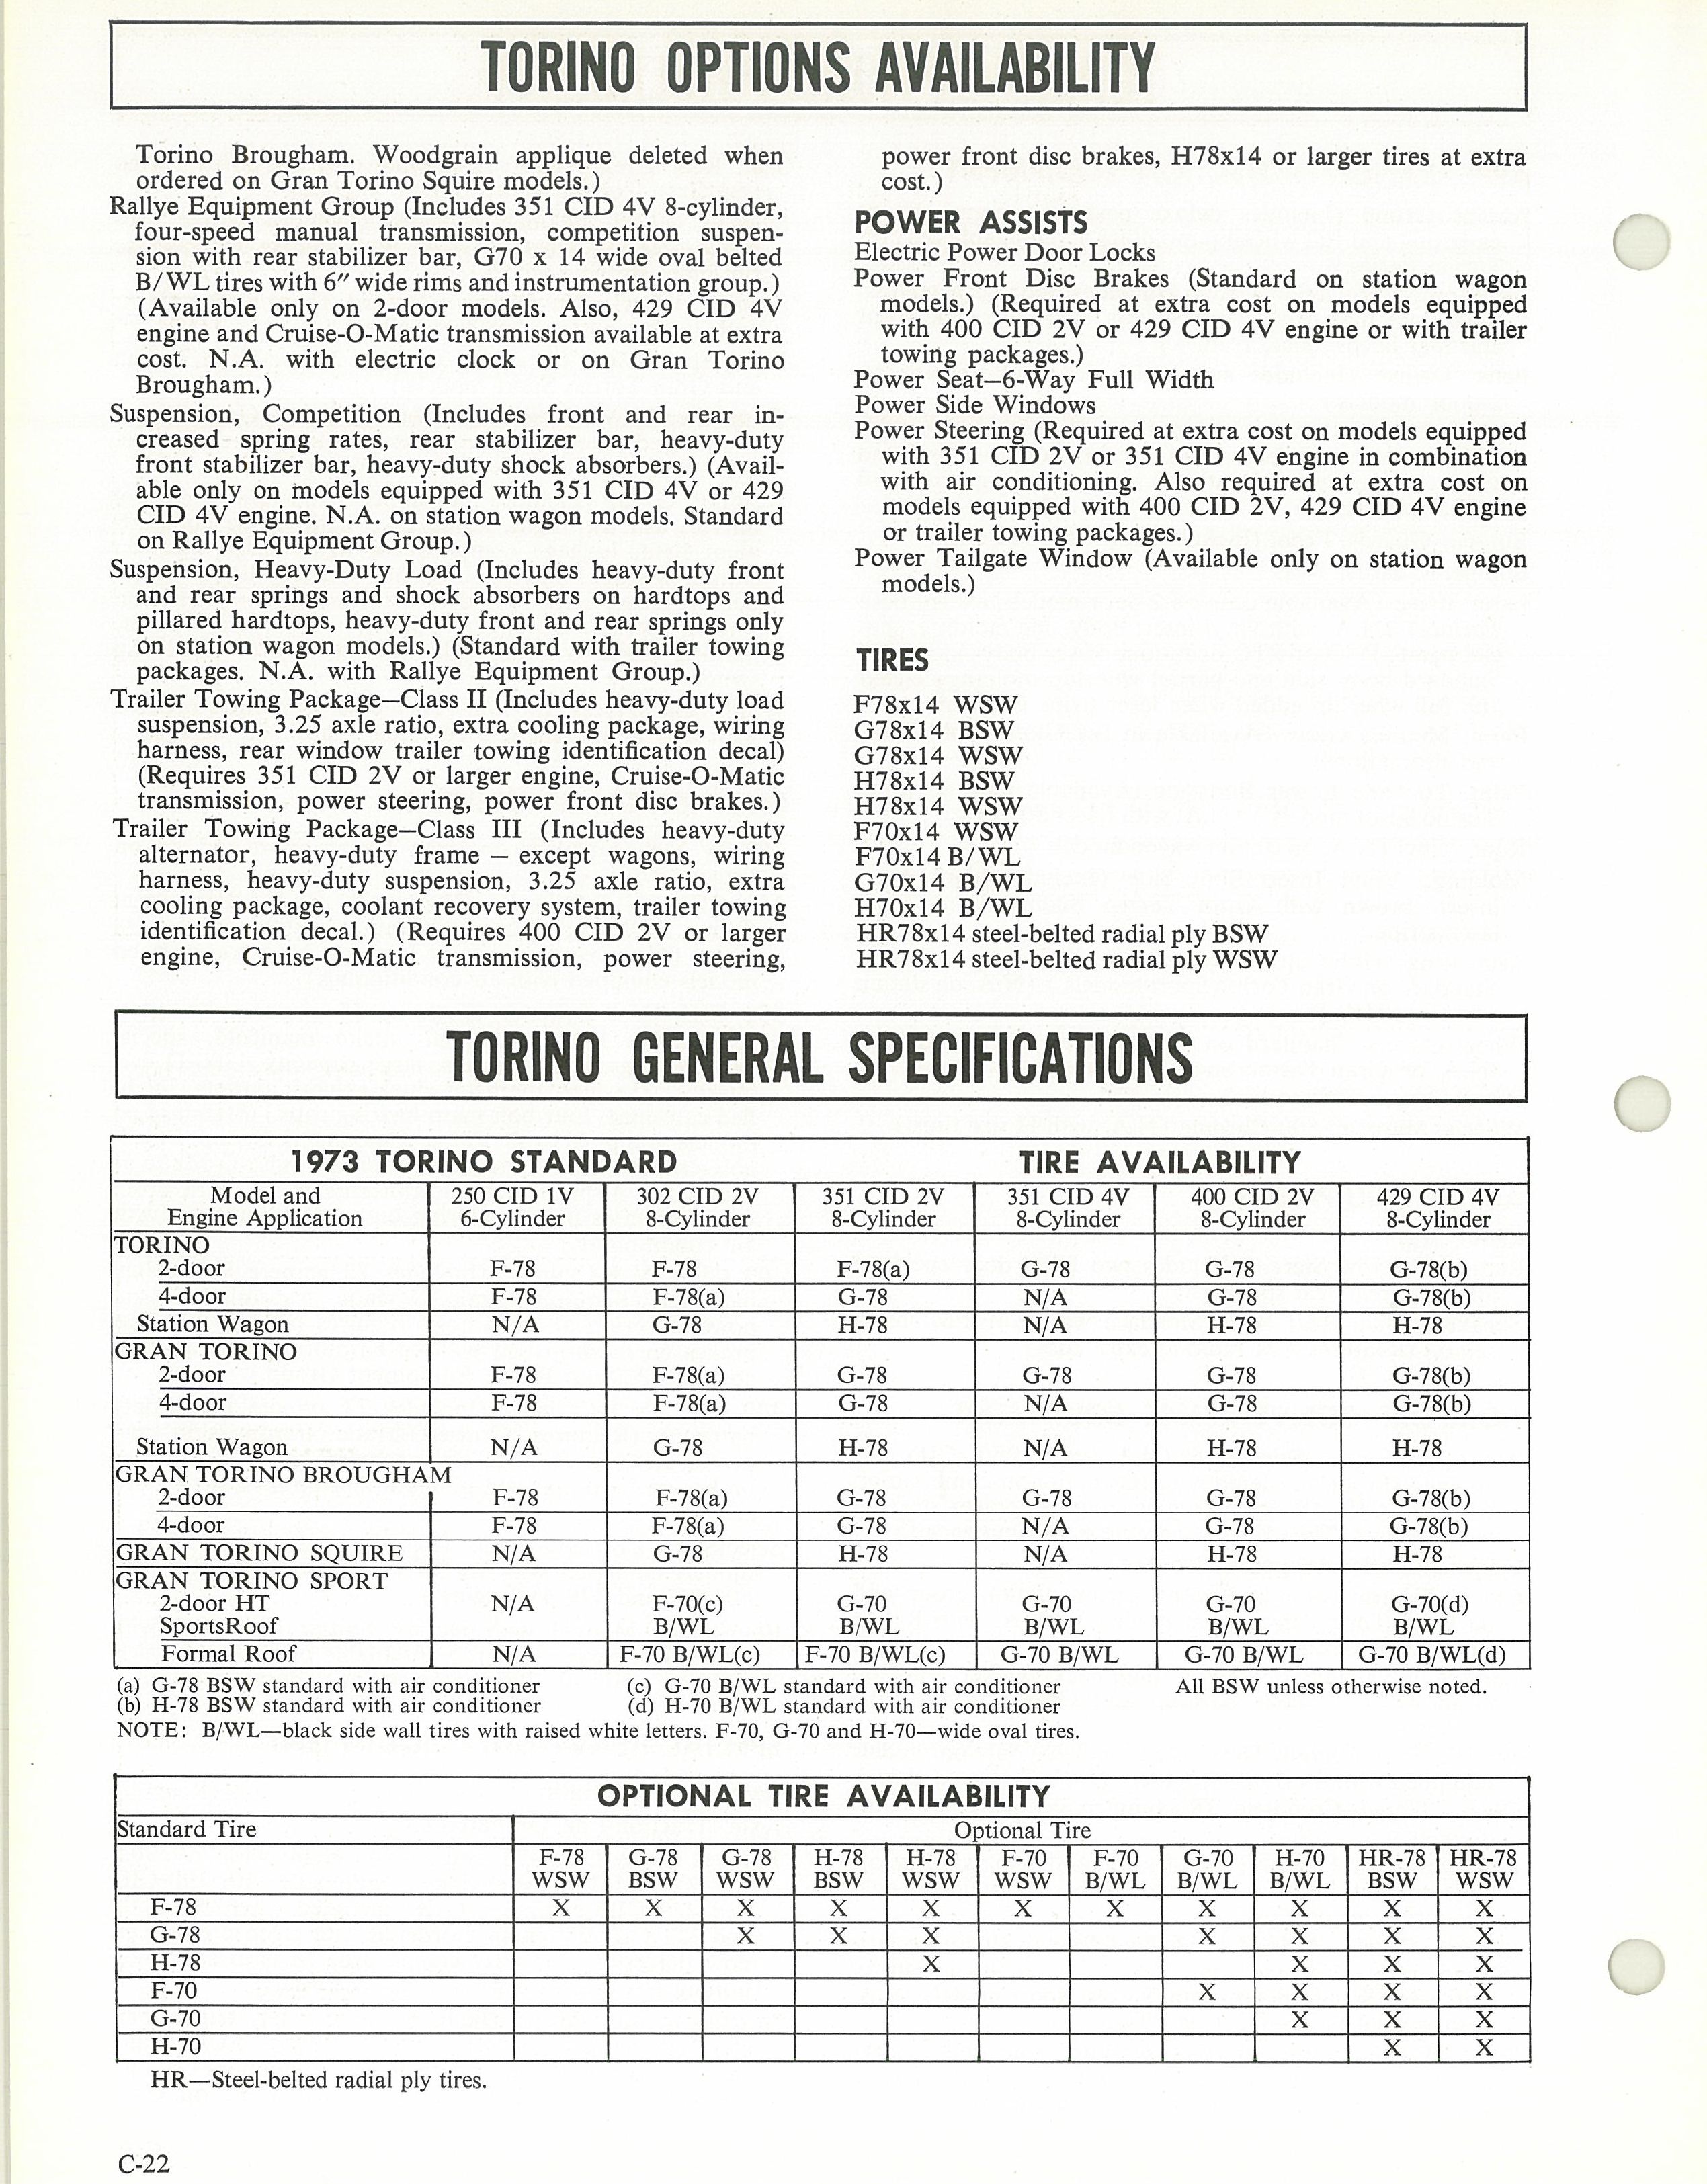 TORINO OPTIONS AVAILABILITY
Torino Brougham. Woodgrain applique deleted when
ordered on Gran Torino Squire models.)
Rallye Equipment Group (Includes 351 CID 4V 8-cylinder,
four-speed manual transmission, competition suspen-
sion with rear stabilizer bar, G70 x 14 wide oval belted
B/WL tires with 6″ wide rims and instrumentation group.)
(Available only on 2-door models. Also, 429 CID 4V
engine and Cruise-O-Matic transmission available at extra
cost. N.A. with electric clock or on Gran Torino
Brougham.)
Suspension, Competition (Includes front and rear in-
creased spring rates, rear stabilizer bar, heavy-duty
front stabilizer bar, heavy-duty shock absorbers.) (Avail-
able only on models equipped with 351 CID 4V or 429
CID 4V engine. N.A. on station wagon models. Standard
on Rallye Equipment Group.)
Suspension, Heavy-Duty Load (Includes heavy-duty front
and rear springs and shock absorbers on hardtops and
pillared hardtops, heavy-duty front and rear springs only
on station wagon models.) (Standard with trailer towing
packages. N.A. with Rallye Equipment Group.)
Trailer Towing Package—Class II (Includes heavy-duty load
suspension, 3.25 axle ratio, extra cooling package, wiring
harness, rear window trailer towing identification decal)
(Requires 351 CID 2V or larger engine, Cruise-O-Matic
transmission, power steering, power front disc brakes.)
Trailer Towing Package—Class III (Includes heavy-duty
alternator, heavy-duty frame — except wagons, wiring
harness, heavy-duty suspension, 3.25 axle ratio, extra
cooling package, coolant recovery system, trailer towing
identification decal.) (Requires 400 CID 2V or larger
engine, Cruise-O-Matic transmission, power steering,
power front disc brakes, H78x14 or larger tires at extra
cost.)
POWER ASSISTS
Electric Power Door Locks
Power Front Disc Brakes (Standard on station wagon
models.) (Required at extra cost on models equipped
with 400 CID 2V or 429 CID 4V engine or with trailer
towing packages.)
Power Seat—6-Way Full Width
Power Side Windows
Power Steering (Required at extra cost on models equipped
with 351 CID 2V or 351 CID 4V engine in combination
with air conditioning. Also required at extra cost on
models equipped with 400 CID 2V, 429 CID 4V engine
or trailer towing packages.)
Power Tailgate Window (Available only on station wagon
models.)
TIRES
F78x14 WSW
G78x14 BSW
G78x14 WSW
H78x14 BSW
H78x14 WSW
F70x14 WSW
F70x14 B/WL
G70x14 B/WL
H70x14 B/WL
HR78x14 steel-belted radial ply BSW
HR78x14 steel-belted radial ply WSW
TORINO GENERAL SPECIFICATIONS
1973 TORINO STANDARD TIRE AVAILABILITY
Model and 250 CID 1V 302 CID 2V 351 CID 2V 351 CID 4V 400 CID 2V 429 CID 4V
Engine Application 6-Cylinder 8-Cylinder 8-Cylinder 8-Cylinder 8-Cylinder 8-Cylinder
TORINO
2-door F-78 F-78 F-78(a) G-78 G-78 G-78(b)
4-door F-78 F-78(a) G-78 N/A G-78 G-78(b)
Station Wagon N/A G-78 H-78 N/A H-78 H-78
GRAN TORINO
2-door F-78 F-78(a) G-78 G-78 G-78 G-78(b)
4-door F-78 F-78(a) G-78 N/A G-78 G-78(b)
Station Wagon N/A G-78 H-78 N/A H-78 H-78
GRAN TORINO BROUGHAM
2-door F-78 F-78(a) G-78 G-78 G-78 G-78(b)
4-door F-78 F-78(a) G-78 N/A G-78 G-78(b)
GRAN TORINO SQUIRE N/A G-78 H-78 N/A H-78 H-78
GRAN TORINO SPORT
2-door HT N/A F-70(c) G-70 G-70 G-70 G-70(d)
SportsRoof B/WL B/WL B/WL B/WL B/WL
Formal Roof N/A F-70 B/WL(c) F-70 B/WL(c) G-70 B/WL G-70 B/WL G-70 B/WL(d)
(a) G-78 BSW standard with air conditioner (c) G-70 B/WL standard with air conditioner All BSW unless otherwise noted.
(b) H-78 BSW standard with air conditioner (d) H-70 B/WL standard with air conditioner
NOTE: B/WL—black side wall tires with raised white letters. F-70, G-70 and H-70—wide oval tires.
OPTIONAL TIRE AVAILABILITY
Standard Tire Optional Tire
F-78 G-78 G-78 H-78 H-78 F-70 F-70 G-70 H-70 HR-78 HR-78
WSW BSW WSW BSW WSW WSW B/WL B/WL B/WL BSW WSW
F-78 X X X X X X X X X X X
G-78 X X X X X X X
H-78 X X X X
F-70 X X X X
G-70 X X X
H-70 X X
HR—Steel-belted radial ply tires.
C-22